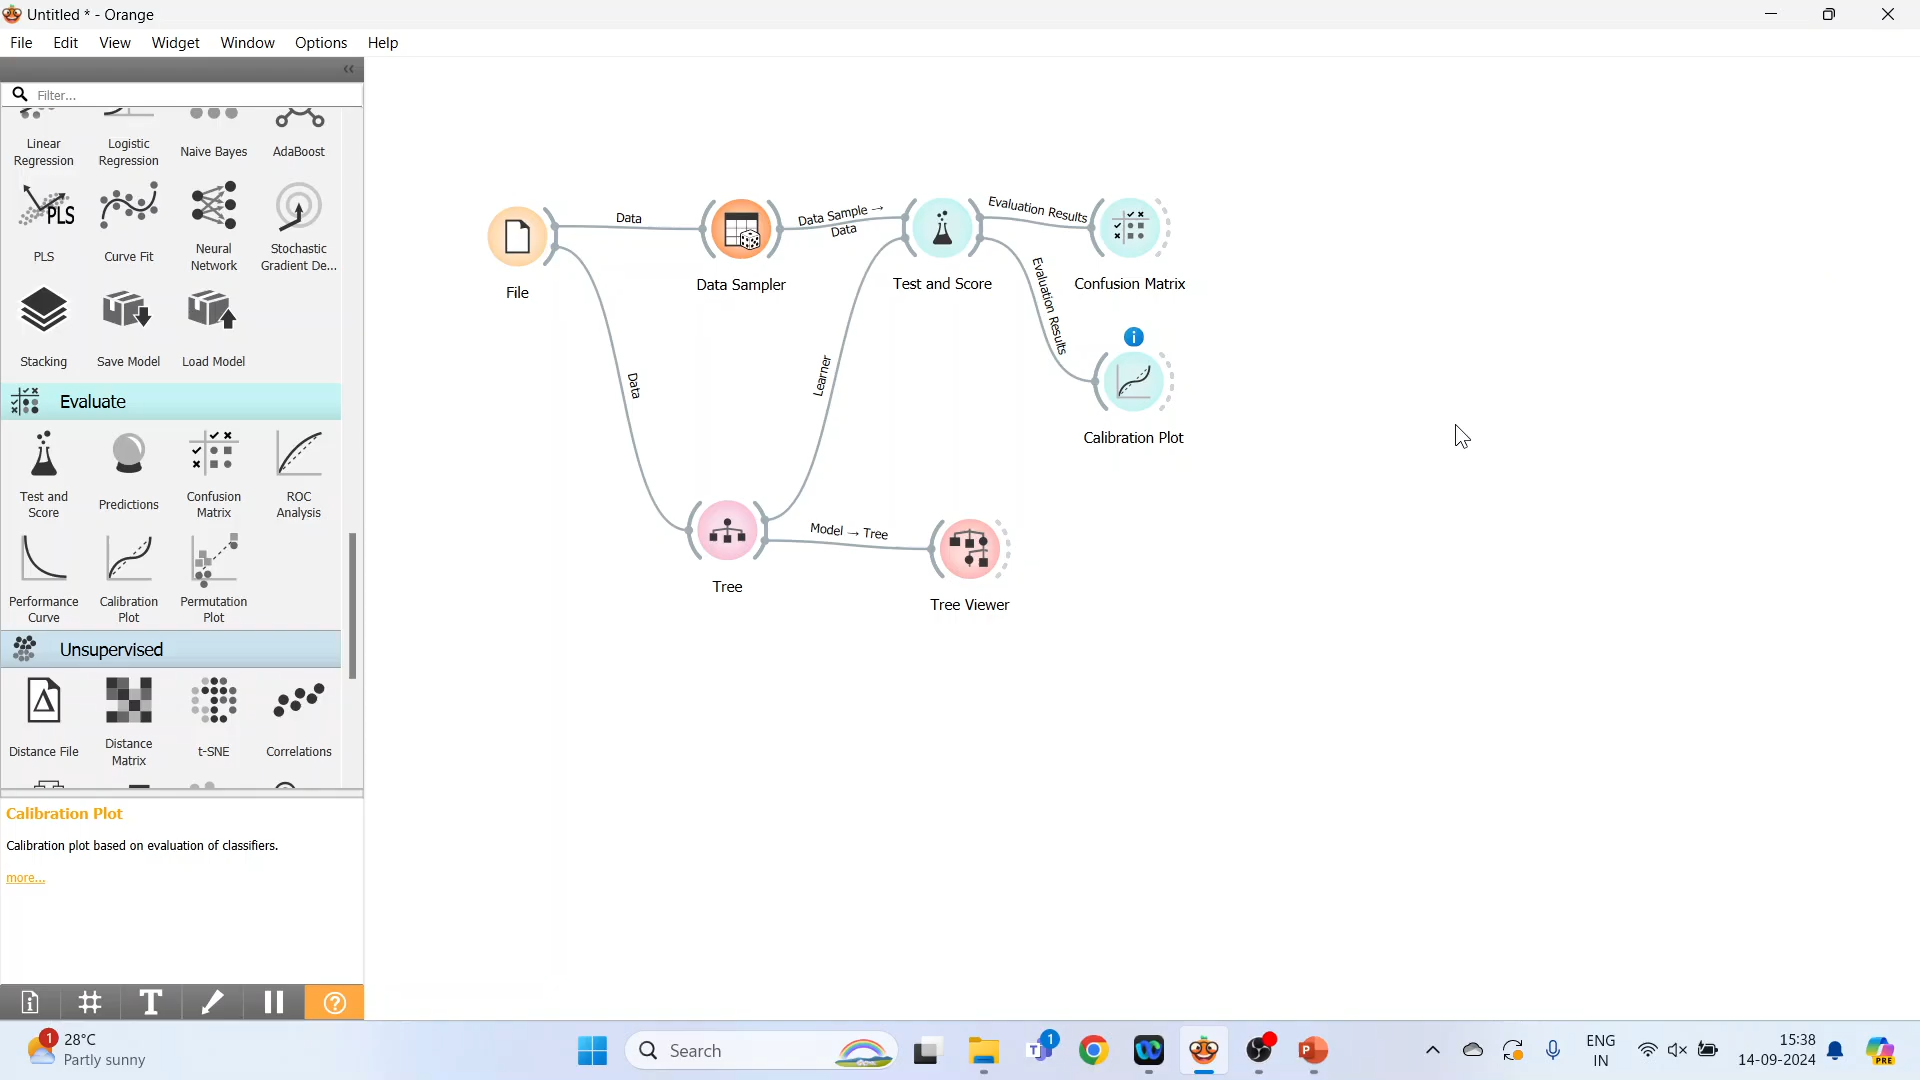 Untitled * - Orange
File Edit View Widget Window Options Help
Filter...
Linear Regression
Logistic Regression
Naive Bayes
AdaBoost
PLS
PLS
Curve Fit
Neural Network
Stochastic Gradient De...
Stacking
Save Model
Load Model
Evaluate
Test and Score
Predictions
Confusion Matrix
ROC Analysis
Performance Curve
Calibration Plot
Permutation Plot
Unsupervised
Distance File
Distance Matrix
t-SNE
Correlations
Calibration Plot
Calibration plot based on evaluation of classifiers.
more...
File
Data
Data Sampler
Data Sample → Data
Test and Score
Evaluation Results
Confusion Matrix
Evaluation Results
Calibration Plot
Data
Learner
Tree
Model → Tree
Tree Viewer
1
28°C
Partly sunny
Search
1
ENG
IN
15:38
14-09-2024
PRE